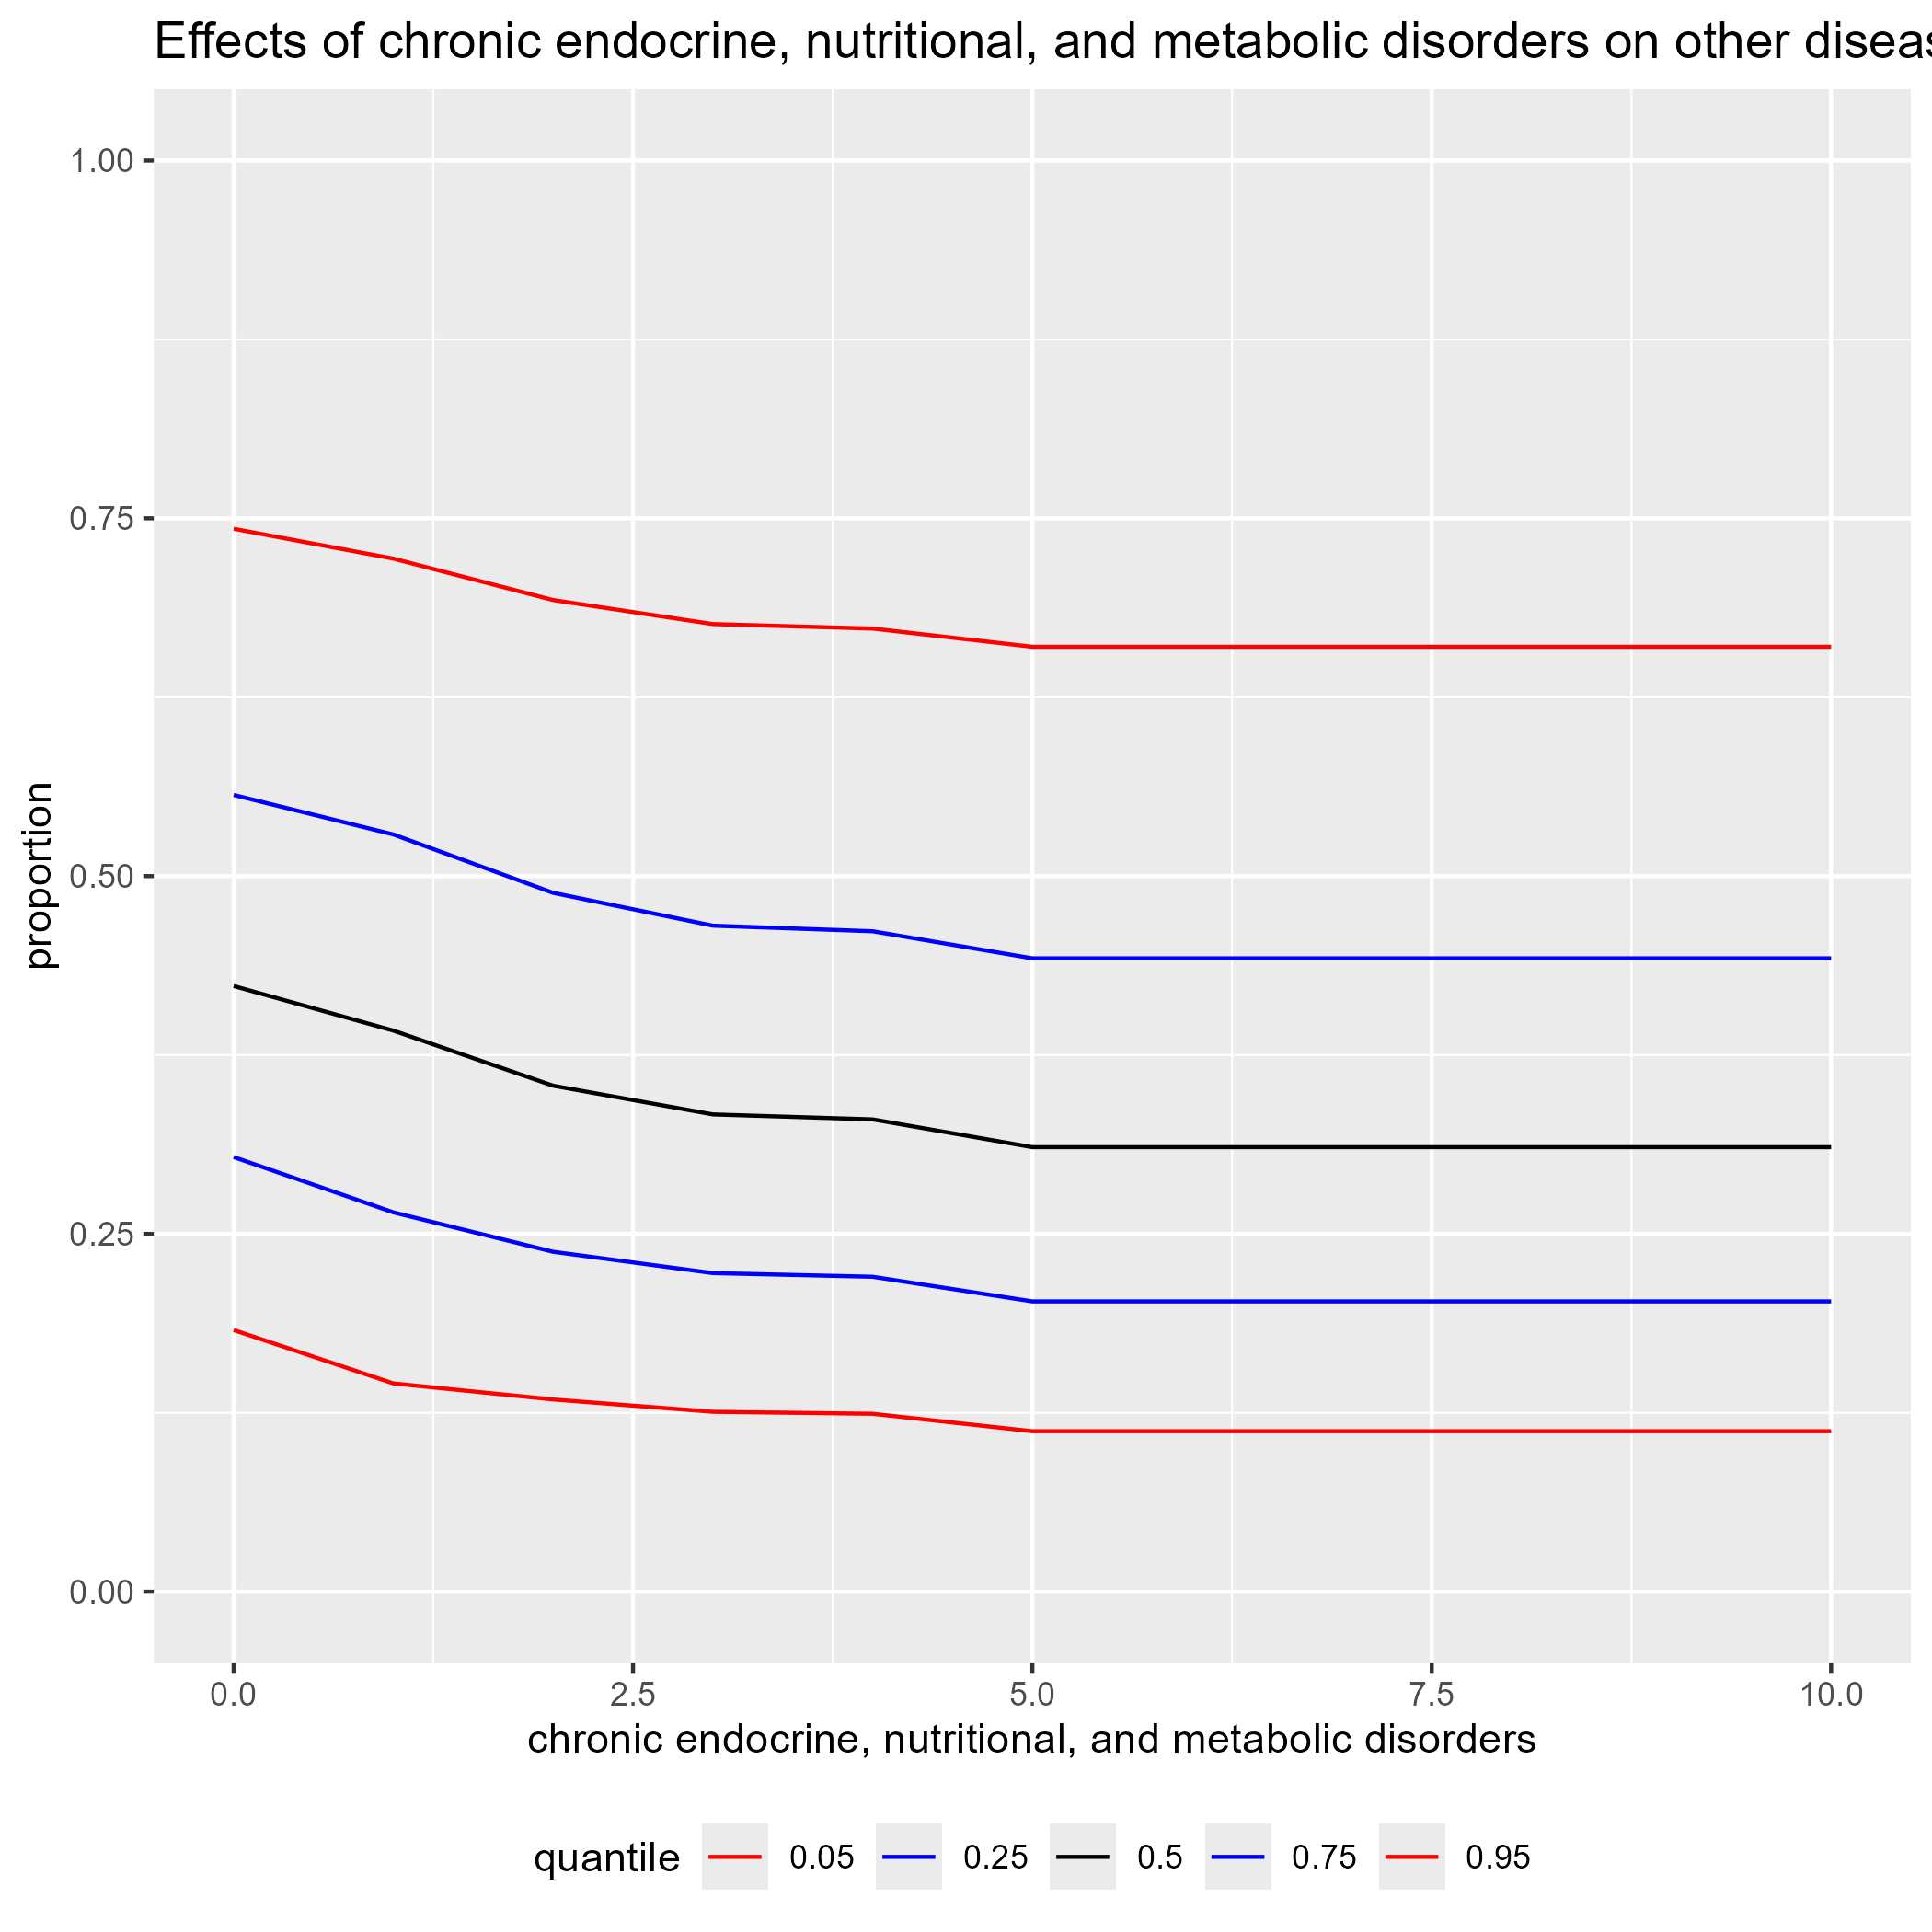 Effects of chronic endocrine, nutritional, and metabolic disorders on other diseas
1.00
0.75
0.50
0.25
0.00
proportion
0.0 2.5 5.0 7.5 10.0
chronic endocrine, nutritional, and metabolic disorders
quantile 0.05 0.25 0.5 0.75 0.95